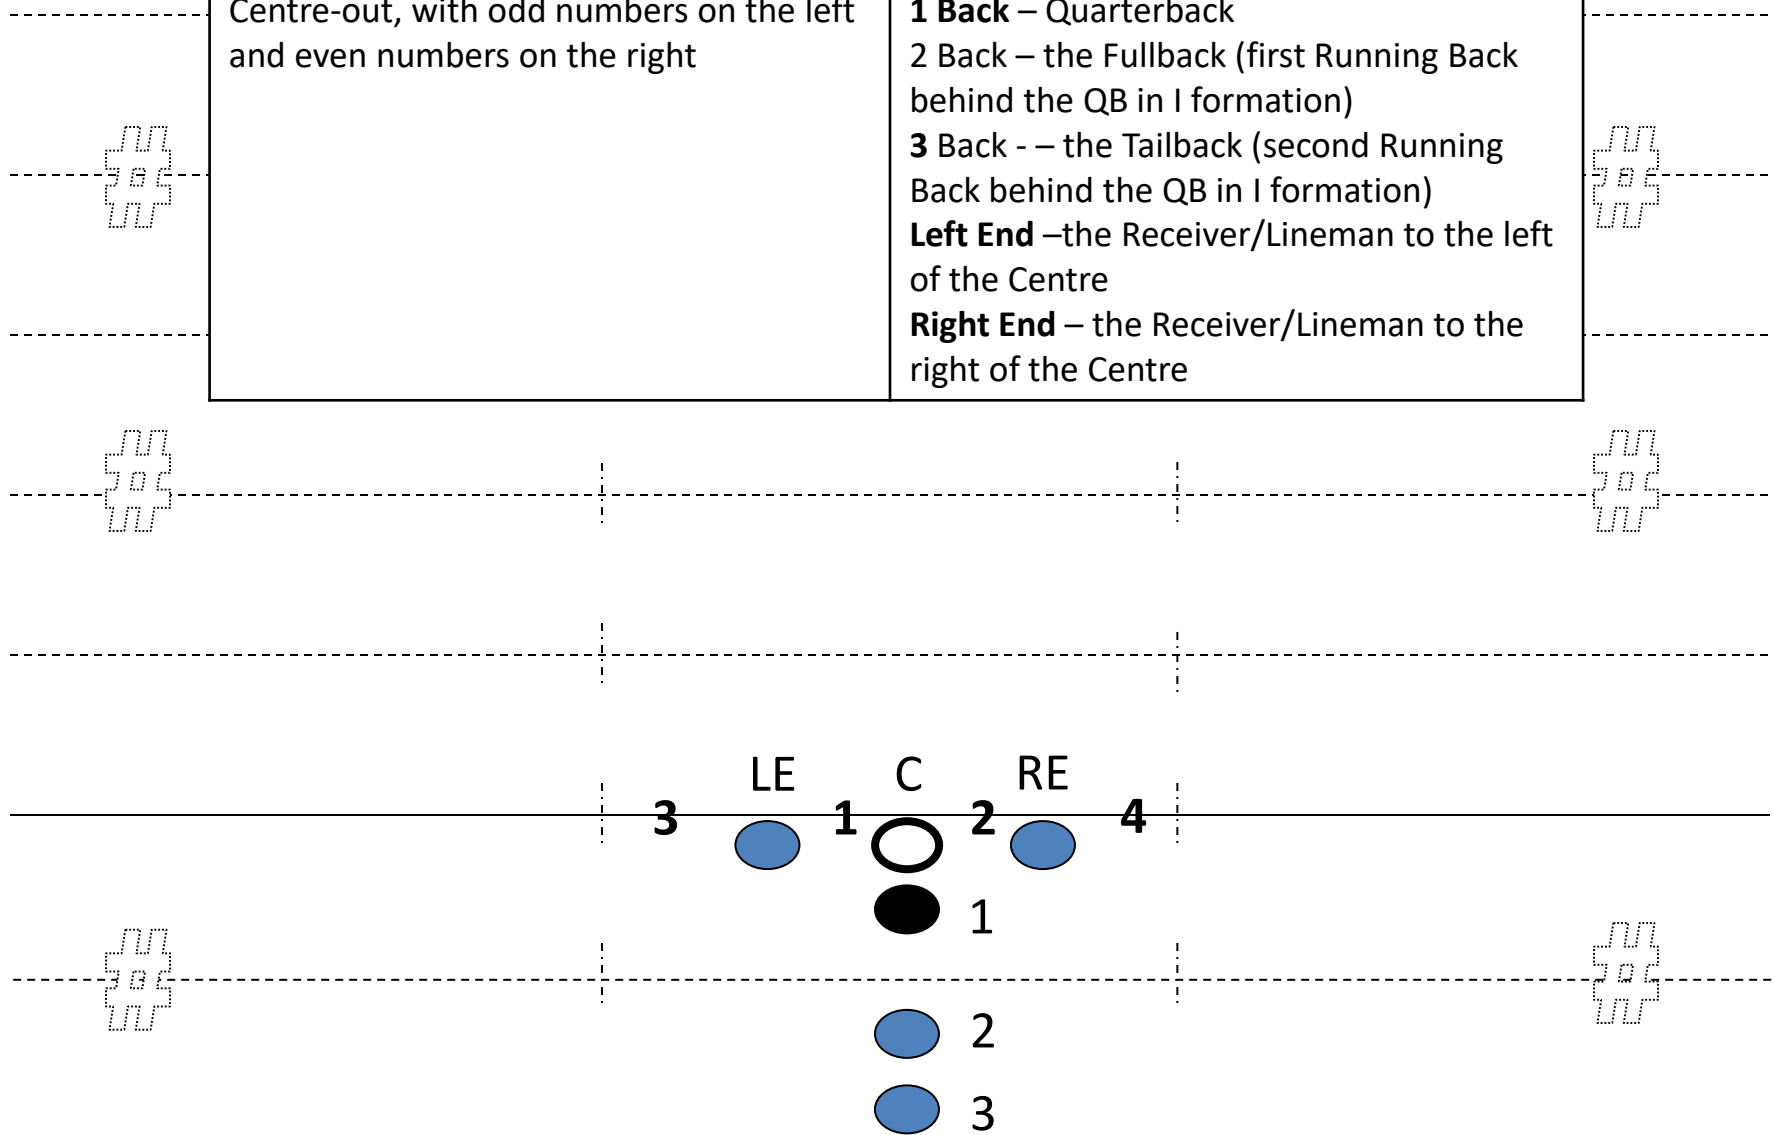 Centre-out, with odd numbers on the left
and even numbers on the right
1 Back – Quarterback
2 Back – the Fullback (first Running Back
behind the QB in I formation)
3 Back - – the Tailback (second Running
Back behind the QB in I formation)
Left End –the Receiver/Lineman to the left
of the Centre
Right End – the Receiver/Lineman to the
right of the Centre
#
#
#
#
LE C RE
3 1 2 4
1
#
#
2
3